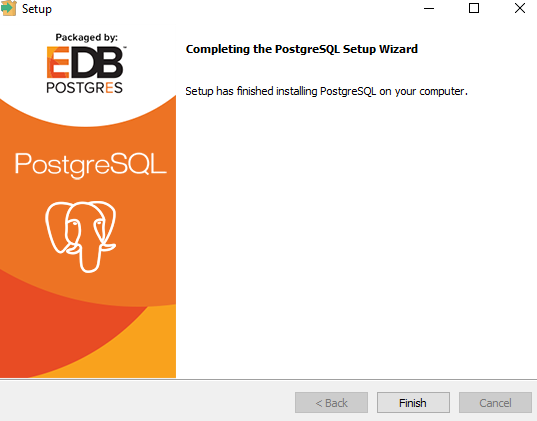 Setup
Packaged by:
EDB
POSTGRES
PostgreSQL
Completing the PostgreSQL Setup Wizard
Setup has finished installing PostgreSQL on your computer.
< Back
Finish
Cancel